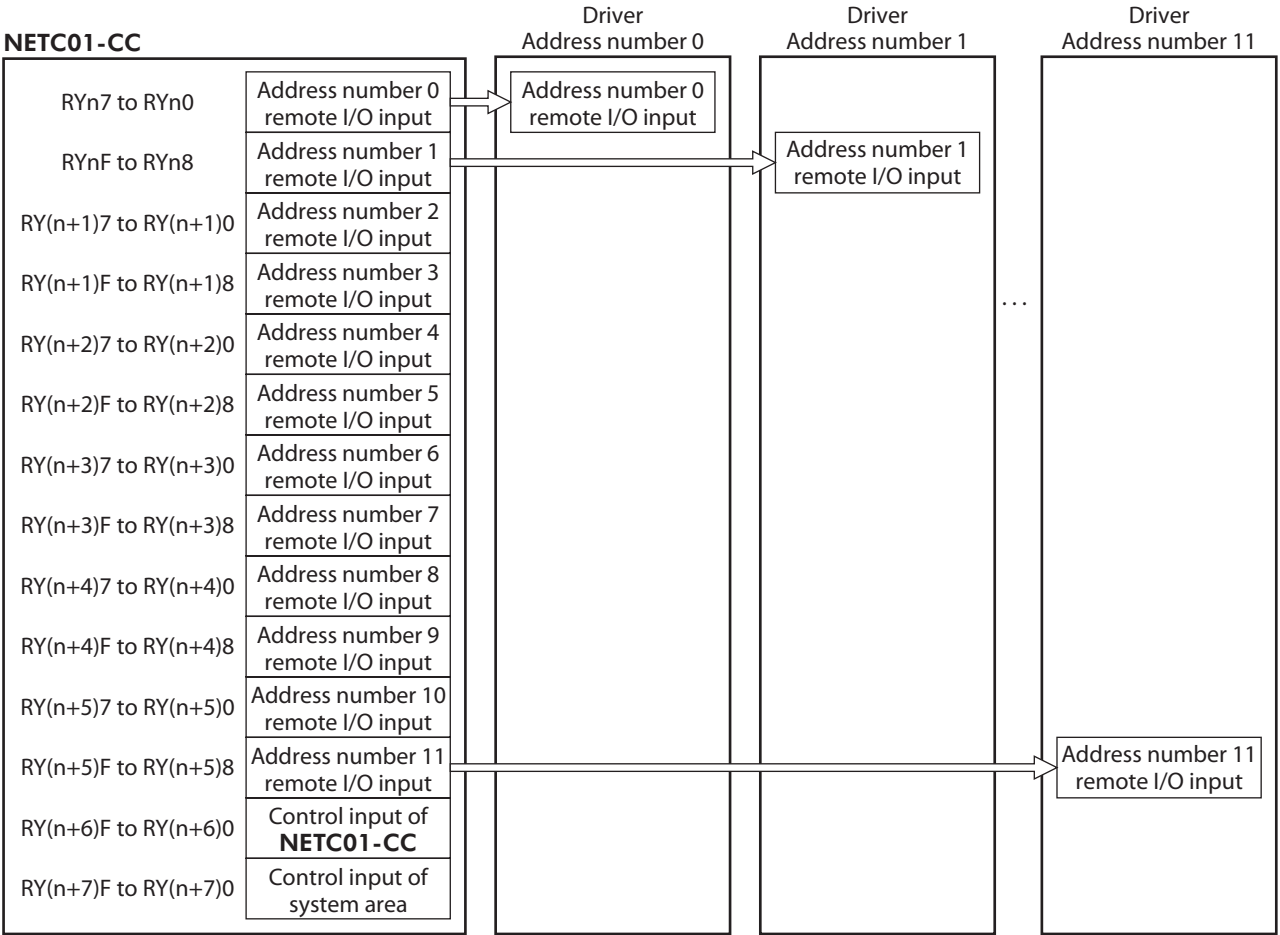 Driver
Address number 0
Driver
Address number 1
Driver
Address number 11
NETC01-CC
RYn7 to RYn0
Address number 0
remote I/O input
Address number 0
remote I/O input
RYnF to RYn8
Address number 1
remote I/O input
Address number 1
remote I/O input
RY(n+1)7 to RY(n+1)0
Address number 2
remote I/O input
RY(n+1)F to RY(n+1)8
Address number 3
remote I/O input
...
RY(n+2)7 to RY(n+2)0
Address number 4
remote I/O input
RY(n+2)F to RY(n+2)8
Address number 5
remote I/O input
RY(n+3)7 to RY(n+3)0
Address number 6
remote I/O input
RY(n+3)F to RY(n+3)8
Address number 7
remote I/O input
RY(n+4)7 to RY(n+4)0
Address number 8
remote I/O input
RY(n+4)F to RY(n+4)8
Address number 9
remote I/O input
RY(n+5)7 to RY(n+5)0
Address number 10
remote I/O input
RY(n+5)F to RY(n+5)8
Address number 11
remote I/O input
Address number 11
remote I/O input
RY(n+6)F to RY(n+6)0
Control input of
NETC01-CC
RY(n+7)F to RY(n+7)0
Control input of
system area